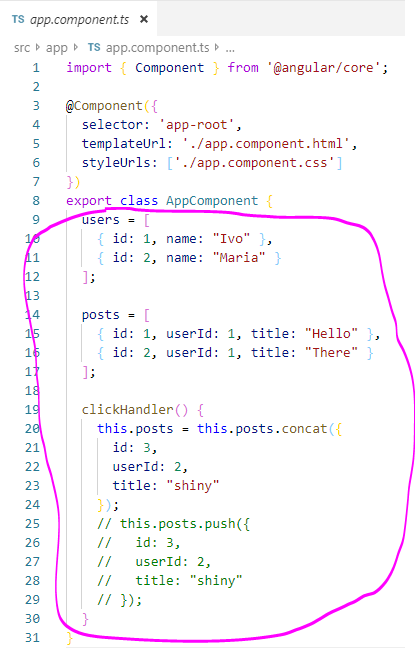 TS app.component.ts ×
src › app › TS app.component.ts › ...
1 import { Component } from '@angular/core';
2
3 @Component({
4 selector: 'app-root',
5 templateUrl: './app.component.html',
6 styleUrls: ['./app.component.css']
7 })
8 export class AppComponent {
9 users = [
10 { id: 1, name: "Ivo" },
11 { id: 2, name: "Maria" }
12 ];
13
14 posts = [
15 { id: 1, userId: 1, title: "Hello" },
16 { id: 2, userId: 1, title: "There" }
17 ];
18
19 clickHandler() {
20 this.posts = this.posts.concat({
21 id: 3,
22 userId: 2,
23 title: "shiny"
24 });
25 // this.posts.push({
26 // id: 3,
27 // userId: 2,
28 // title: "shiny"
29 // });
30 }
31 }